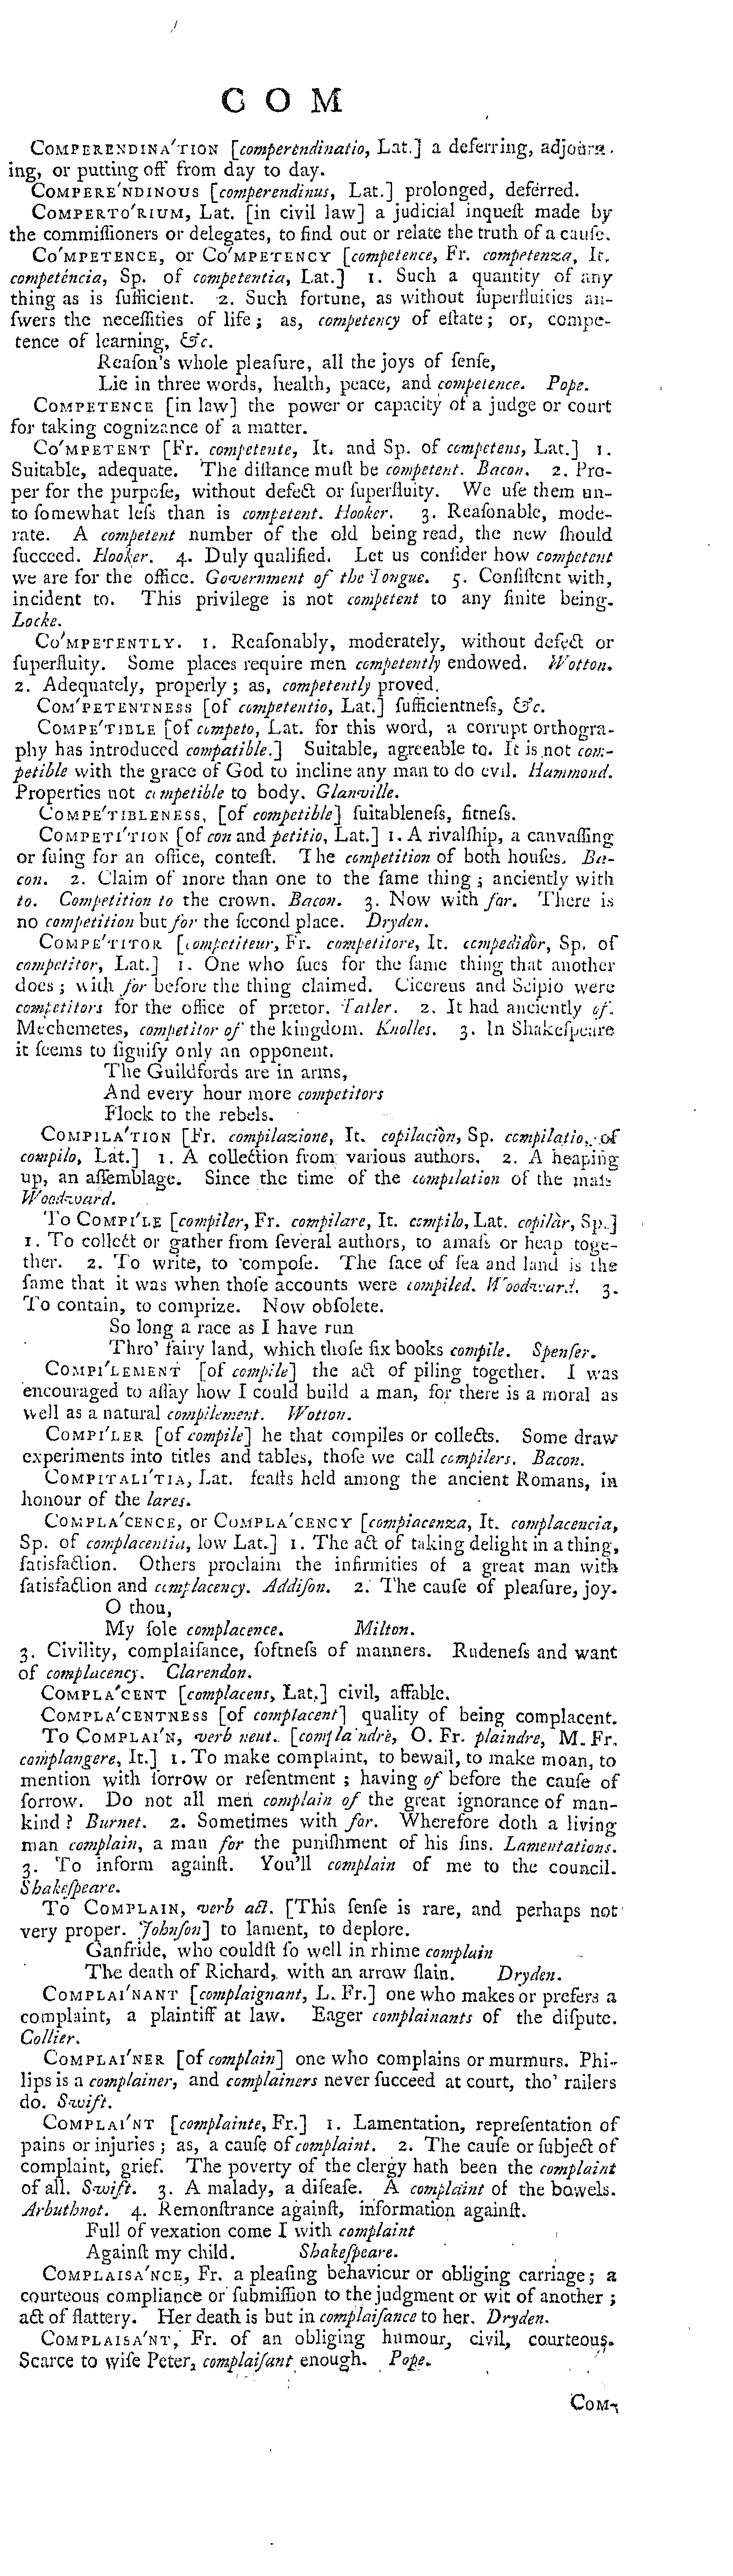 C O M
COMPERENDINA'TION [comperendinatio, Lat.] a deferring, adjourn-
ing, or putting off from day to day.
COMPERE'NDINOUS [comperendinus, Lat.] prolonged, deferred.
COMPERTO'RIUM, Lat. [in civil law] a judicial inqueſt made by
the commiſſioners or delegates, to find out or relate the truth of a cauſe.
CO'MPETENCE, or CO'MPETENCY [competence, Fr. competenza, It.
competéncia, Sp. of competentia, Lat.] 1. Such a quantity of any
thing as is ſufficient. 2. Such fortune, as without ſuperfluities an-
ſwers the neceſſities of life; as, competency of eſtate; or, compe-
tence of learning, &c.
Reaſon's whole pleaſure, all the joys of ſenſe,
Lie in three words, health, peace, and competence. Pope.
COMPETENCE [in law] the power or capacity of a judge or court
for taking cognizance of a matter.
CO'MPETENT [Fr. competente, It. and Sp. of competens, Lat.] 1.
Suitable, adequate. The diſtance muſt be competent. Bacon. 2. Pro-
per for the purpoſe, without defect or ſuperfluity. We uſe them un-
to ſomewhat leſs than is competent. Hooker. 3. Reaſonable, mode-
rate. A competent number of the old being read, the new ſhould
ſucceed. Hooker. 4. Duly qualified. Let us conſider how competent
we are for the office. Government of the Tongue. 5. Conſiſtent with,
incident to. This privilege is not competent to any finite being.
Locke.
CO'MPETENTLY. 1. Reaſonably, moderately, without defect or
ſuperfluity. Some places require men competently endowed. Wotton.
2. Adequately, properly; as, competently proved.
COM'PETENTNESS [of competentio, Lat.] ſufficientneſs, &c.
COMPE'TIBLE [of competo, Lat. for this word, a corrupt orthogra-
phy has introduced compatible.] Suitable, agreeable to. It is not com-
petible with the grace of God to incline any man to do evil. Hammond.
Properties not competible to body. Glanville.
COMPE'TIBLENESS, [of competible] ſuitableneſs, fitneſs.
COMPETI'TION [of con and petitio, Lat.] 1. A rivalſhip, a canvaſſing
or ſuing for an office, conteſt. The competition of both houſes. Ba-
con. 2. Claim of more than one to the ſame thing; anciently with
to. Competition to the crown. Bacon. 3. Now with for. There is
no competition but for the ſecond place. Dryden.
COMPE'TITOR [competiteur, Fr. competitore, It. competidòr, Sp. of
competitor, Lat.] 1. One who ſues for the ſame thing that another
does; with for before the thing claimed. Cicereus and Scipio were
competitors for the office of prætor. Tatler. 2. It had anciently of.
Mechemetes, competitor of the kingdom. Knolles. 3. In Shakeſpeare
it ſeems to ſignify only an opponent.
The Guildfords are in arms,
And every hour more competitors
Flock to the rebels.
COMPILA'TION [Fr. compilazione, It. copilaciòn, Sp. compilatio, of
compilo, Lat.] 1. A collection from various authors. 2. A heaping
up, an aſſemblage. Since the time of the compilation of the maſs
Woodward.
To COMPI'LE [compiler, Fr. compilare, It. compilo, Lat. copilàr, Sp.]
1. To collect or gather from ſeveral authors, to amaſs or heap toge-
ther. 2. To write, to compoſe. The face of ſea and land is the
ſame that it was when thoſe accounts were compiled. Woodward. 3.
To contain, to comprize. Now obſolete.
So long a race as I have run
Thro' fairy land, which thoſe ſix books compile. Spenſer.
COMPI'LEMENT [of compile] the act of piling together. I was
encouraged to aſſay how I could build a man, for there is a moral as
well as a natural compilement. Wotton.
COMPI'LER [of compile] he that compiles or collects. Some draw
experiments into titles and tables, thoſe we call compilers. Bacon.
COMPITALI'TIA, Lat. feaſts held among the ancient Romans, in
honour of the lares.
COMPLA'CENCE, or COMPLA'CENCY [compiacenza, It. complacencia,
Sp. of complacentia, low Lat.] 1. The act of taking delight in a thing,
ſatisfaction. Others proclaim the infirmities of a great man with
ſatisfaction and complacency. Addiſon. 2. The cauſe of pleaſure, joy.
O thou,
My ſole complacence. Milton.
3. Civility, complaiſance, ſoftneſs of manners. Rudeneſs and want
of complacency. Clarendon.
COMPLA'CENT [complacens, Lat.] civil, affable.
COMPLA'CENTNESS [of complacent] quality of being complacent.
To COMPLAI'N, verb neut. [complaindre, O. Fr. plaindre, M. Fr.
complangere, It.] 1. To make complaint, to bewail, to make moan, to
mention with ſorrow or reſentment; having of before the cauſe of
ſorrow. Do not all men complain of the great ignorance of man-
kind? Burnet. 2. Sometimes with for. Wherefore doth a living
man complain, a man for the puniſhment of his ſins. Lamentations.
3. To inform againſt. You'll complain of me to the council.
Shakeſpeare.
To COMPLAIN, verb act. [This ſenſe is rare, and perhaps not
very proper. Johnſon] to lament, to deplore.
Ganfride, who couldſt ſo well in rhime complain
The death of Richard, with an arrow ſlain. Dryden.
COMPLAI'NANT [complaignant, L. Fr.] one who makes or prefers a
complaint, a plaintiff at law. Eager complainants of the diſpute.
Collier.
COMPLAI'NER [of complain] one who complains or murmurs. Phi-
lips is a complainer, and complainers never ſucceed at court, tho' railers
do. Swift.
COMPLAI'NT [complainte, Fr.] 1. Lamentation, repreſentation of
pains or injuries; as, a cauſe of complaint. 2. The cauſe or ſubject of
complaint, grief. The poverty of the clergy hath been the complaint
of all. Swift. 3. A malady, a diſeaſe. A complaint of the bowels.
Arbuthnot. 4. Remonſtrance againſt, information againſt.
Full of vexation come I with complaint
Againſt my child. Shakeſpeare.
COMPLAISA'NCE, Fr. a pleaſing behaviour or obliging carriage; a
courteous compliance or ſubmiſſion to the judgment or wit of another;
act of flattery. Her death is but in complaiſance to her. Dryden.
COMPLAISA'NT, Fr. of an obliging humour, civil, courteous.
Scarce to wiſe Peter, complaiſant enough. Pope.
COM-